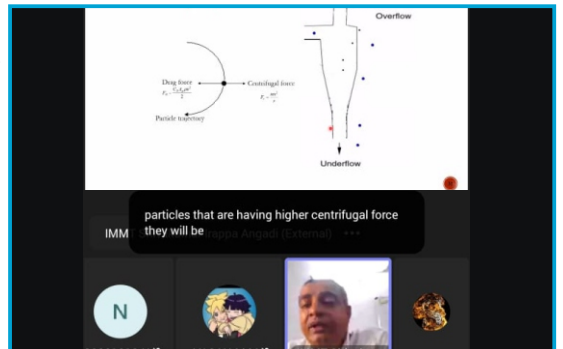 Overflow
Drag force
Centrifugal force
Particle trajectory
Underflow
particles that are having higher centrifugal force
they will be
IMMT
rappa Angadi (External)
N